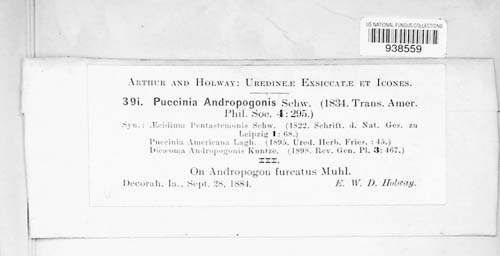 US NATIONAL FUNGUS COLLECTIONS
938559
ARTHUR AND HOLWAY: UREDINEÆ EXSICCATÆ ET ICONES.
39i. Puccinia Andropogonis Schw. (1834. Trans. Amer.
Phil. Soc. 4: 295.)
Syn.: Æcidium Pentastemonis Schw. (1822. Schrift. d. Nat. Ges. zu
Leipzig 1: 68.)
Puccinia Americana Lagh. (1895. Ured. Herb. Fries. : 45.)
Dicæoma Andropogonis Kuntze. (1898. Rev. Gen. Pl. 3: 467.)
III.
On Andropogon furcatus Muhl.
Decorah, Ia., Sept. 28, 1884. E. W. D. Holway.